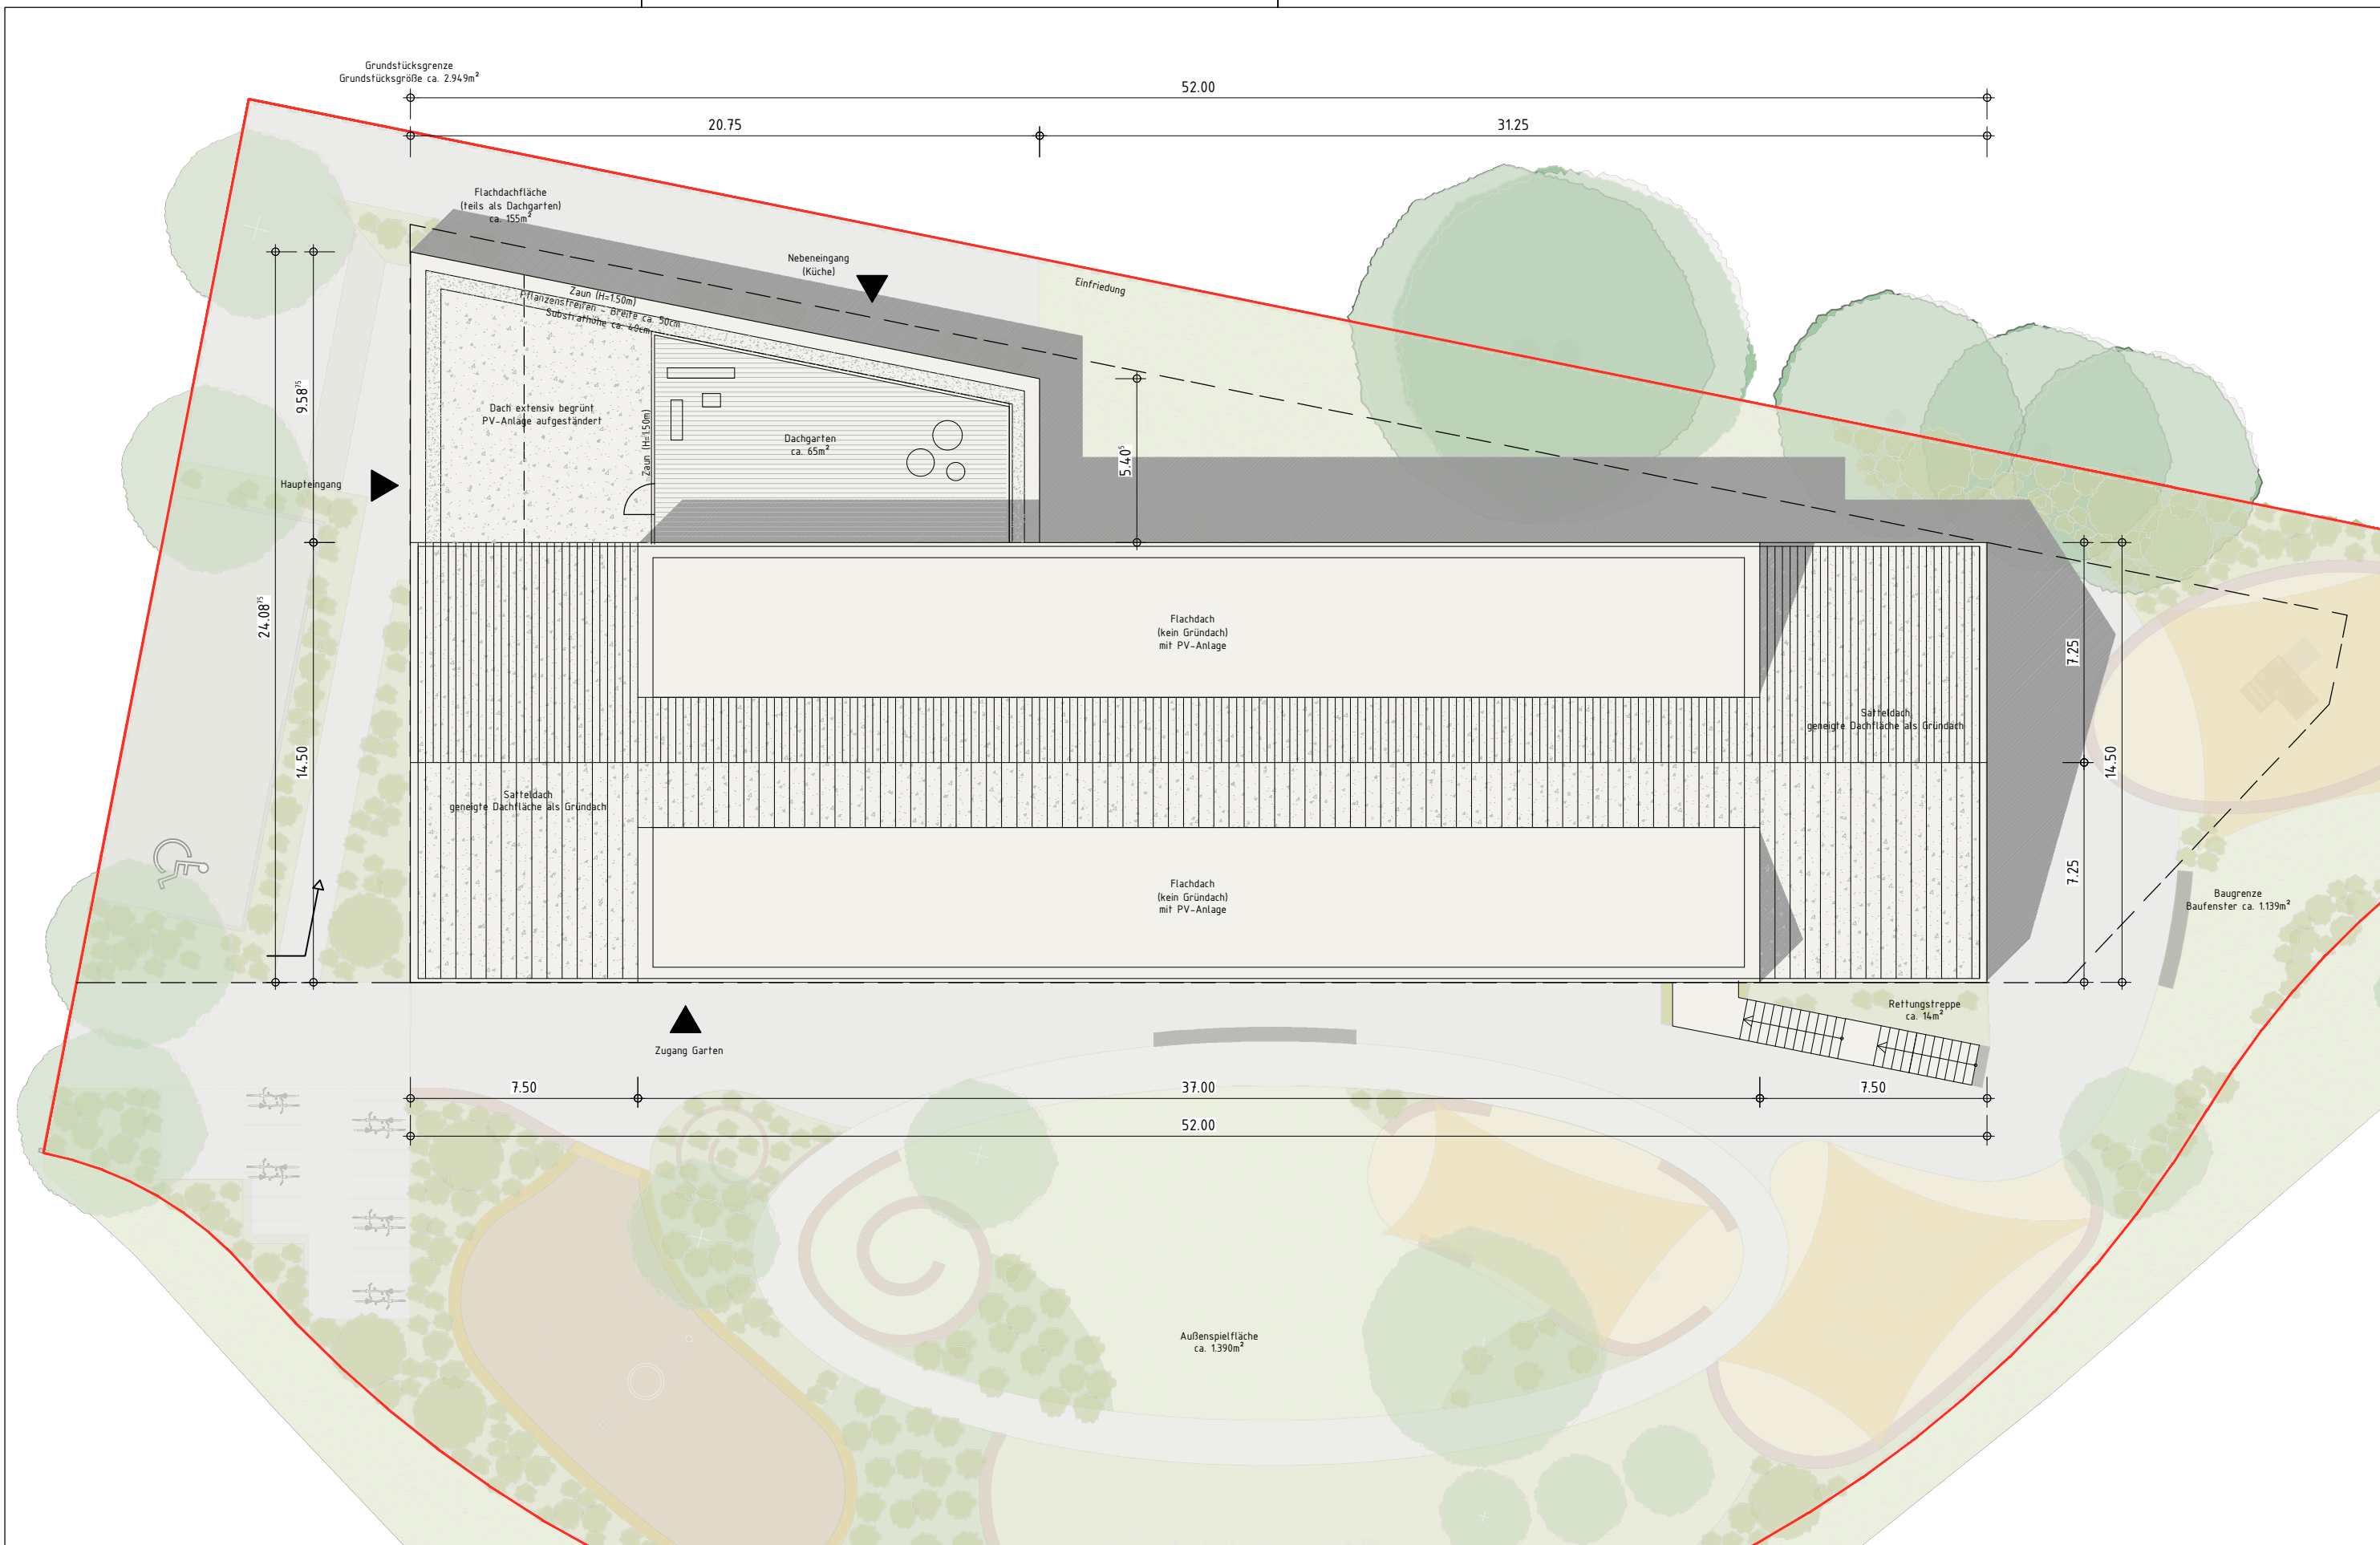 Grundstücksgrenze
Grundstücksgröße ca. 2.949m²
52.00
20.75
31.25
Flachdachfläche
(teils als Dachgarten)
ca. 155m²
Nebeneingang
(Küche)
Einfriedung
Zaun (H=1.50m)
Pflanzenstreifen - Breite ca. 50cm
Substrathöhe ca. 40cm
9.58⁷⁵
Dach extensiv begrünt
PV-Anlage aufgeständert
Zaun (H=1.50m)
Dachgarten
ca. 65m²
5.40⁵
Haupteingang
24.08⁷⁵
Flachdach
(kein Gründach)
mit PV-Anlage
7.25
Satteldach
geneigte Dachfläche als Gründach
14.50
14.50
Satteldach
geneigte Dachfläche als Gründach
Flachdach
(kein Gründach)
mit PV-Anlage
7.25
Baugrenze
Baufenster ca. 1.139m²
Rettungstreppe
ca. 14m²
Zugang Garten
7.50
37.00
7.50
52.00
Außenspielfläche
ca. 1.390m²